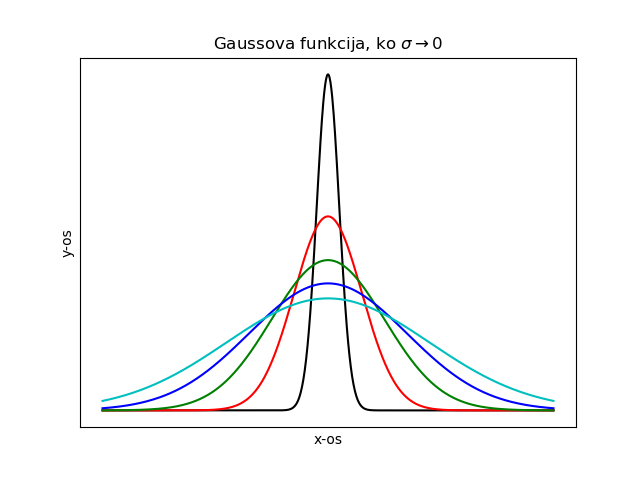 Gaussova funkcija, ko σ → 0
y-os
x-os